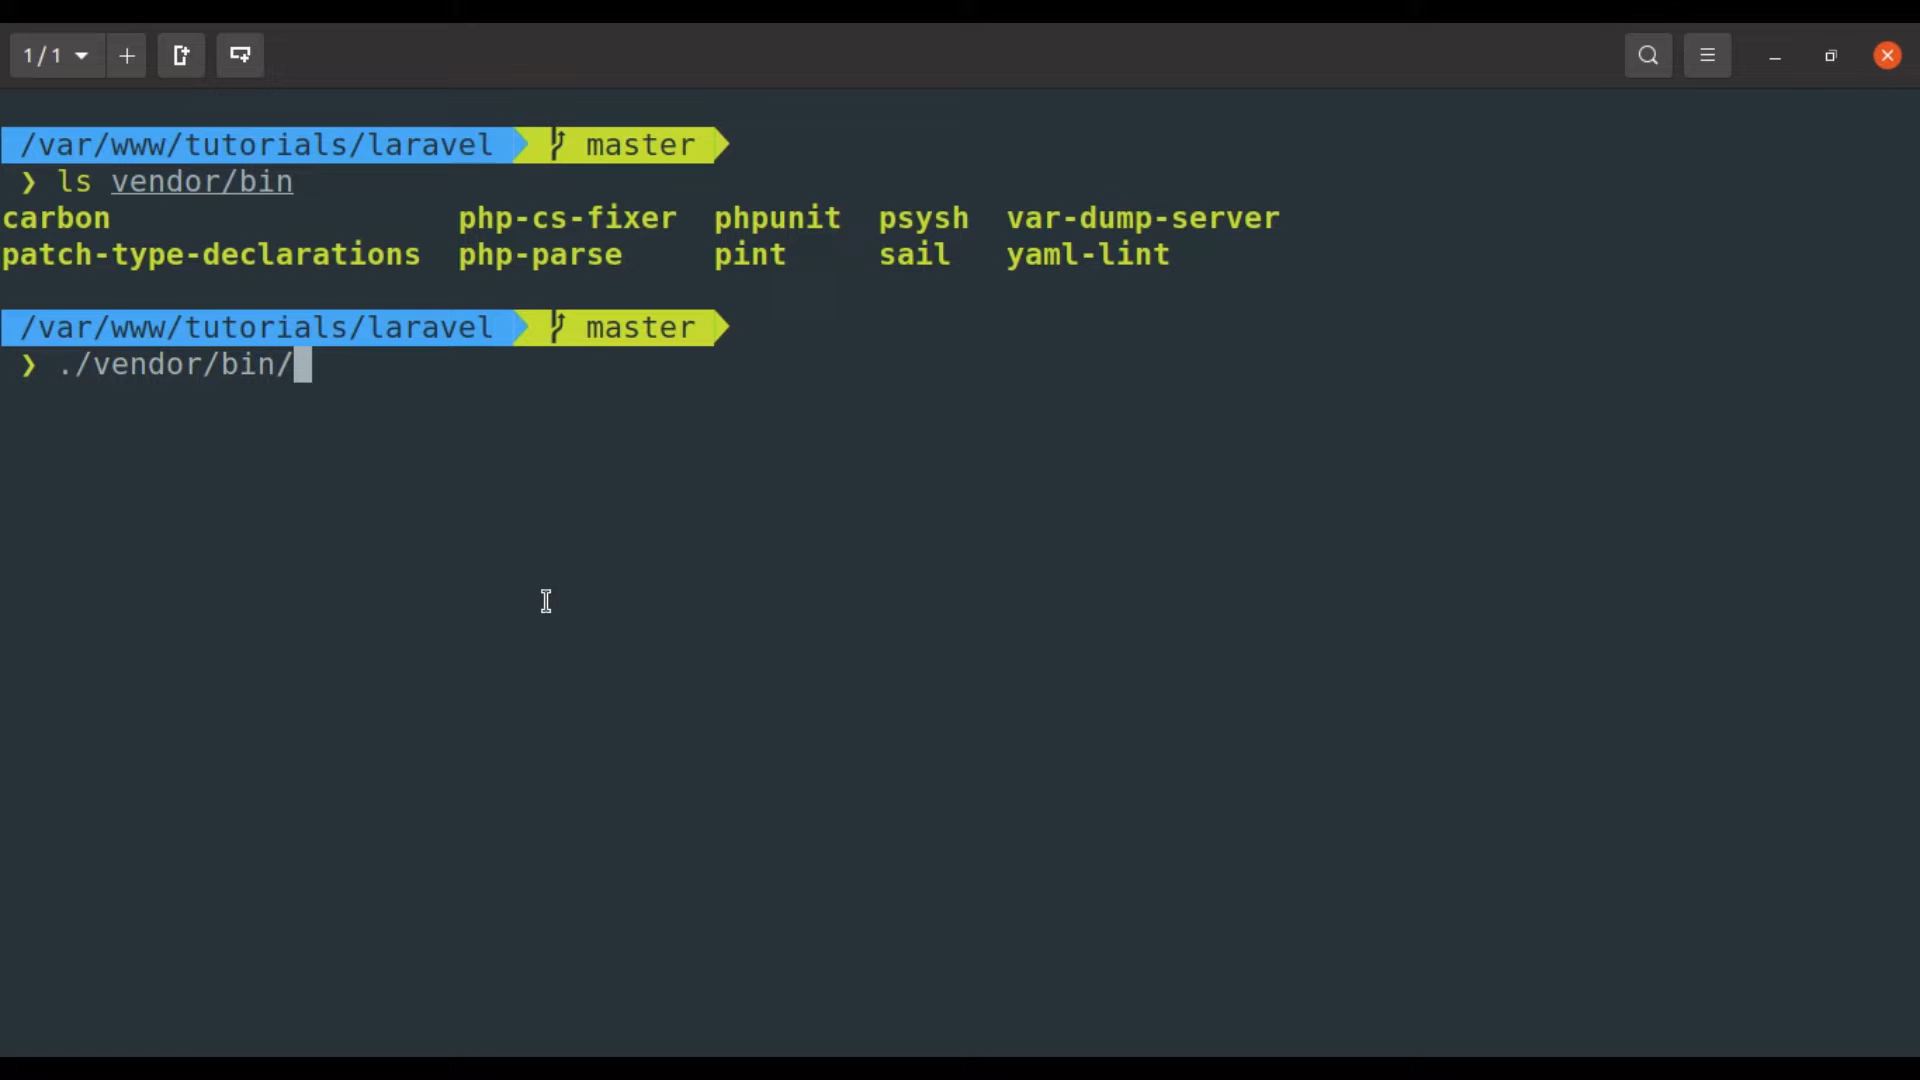 1/1
/var/www/tutorials/laravel master
❯ ls vendor/bin
carbon php-cs-fixer phpunit psysh var-dump-server
patch-type-declarations php-parse pint sail yaml-lint
/var/www/tutorials/laravel master
❯ ./vendor/bin/